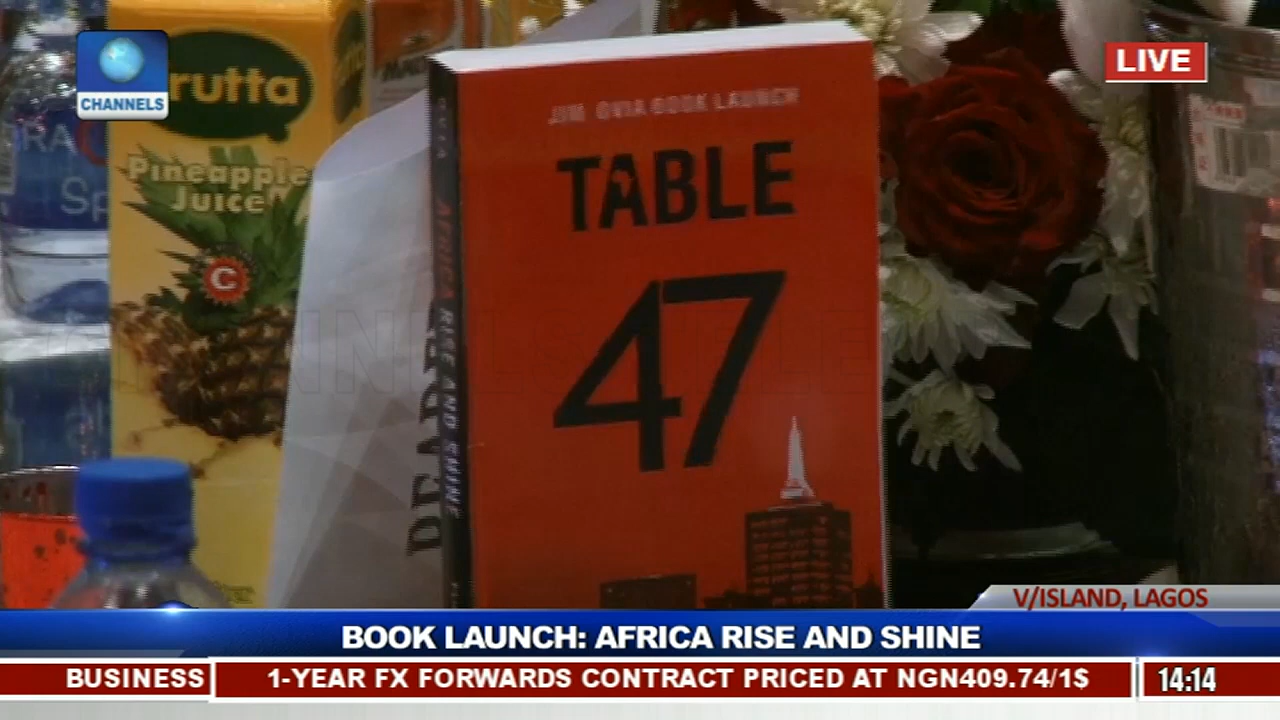 CHANNELS
LIVE
frutta
Pineapple
Juice
C
JIM OVIA BOOK LAUNCH
TABLE
47
AFRICA RISE AND SHINE
V/ISLAND, LAGOS
BOOK LAUNCH: AFRICA RISE AND SHINE
BUSINESS
1-YEAR FX FORWARDS CONTRACT PRICED AT NGN409.74/1$
14:14